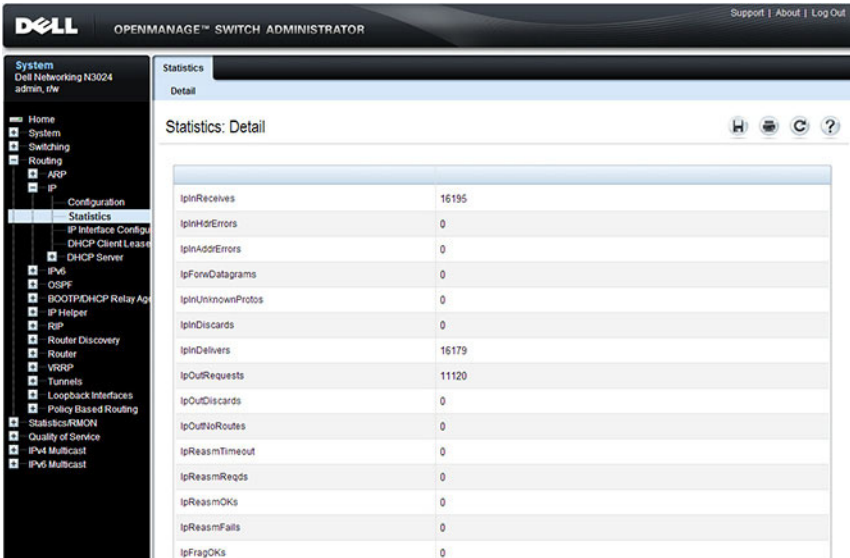 Support | About | Log Out
DELL OPENMANAGE™ SWITCH ADMINISTRATOR
System
Dell Networking N3024
admin, r/w
Home
System
Switching
Routing
ARP
IP
Configuration
Statistics
IP Interface Configu
DHCP Client Lease
DHCP Server
IPv6
OSPF
BOOTP/DHCP Relay Age
IP Helper
RIP
Router Discovery
Router
VRRP
Tunnels
Loopback Interfaces
Policy Based Routing
Statistics/RMON
Quality of Service
IPv4 Multicast
IPv6 Multicast
Statistics
Detail
Statistics: Detail
?
IpInReceives 16195
IpInHdrErrors 0
IpInAddrErrors 0
IpForwDatagrams 0
IpInUnknownProtos 0
IpInDiscards 0
IpInDelivers 16179
IpOutRequests 11120
IpOutDiscards 0
IpOutNoRoutes 0
IpReasmTimeout 0
IpReasmReqds 0
IpReasmOKs 0
IpReasmFails 0
IpFragOKs 0